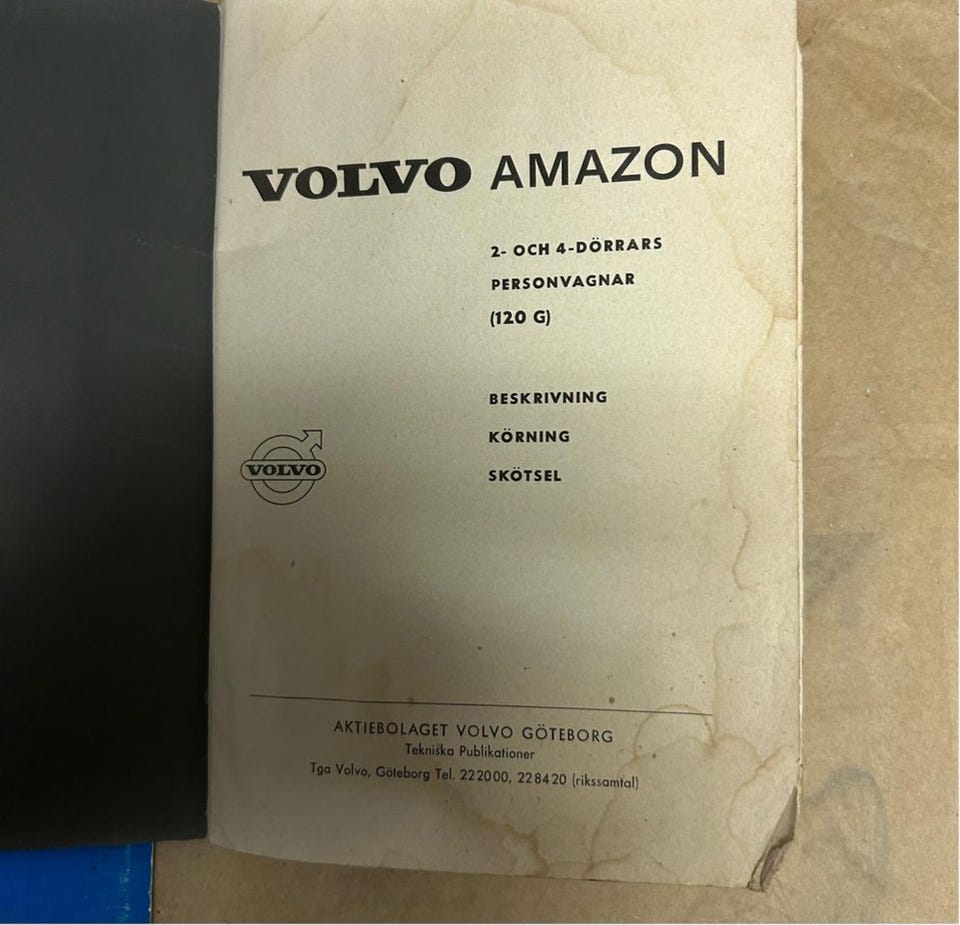 VOLVO AMAZON
2- OCH 4-DÖRRARS
PERSONVAGNAR
(120 G)
BESKRIVNING
KÖRNING
SKÖTSEL
VOLVO
AKTIEBOLAGET VOLVO GÖTEBORG
Tekniska Publikationer
Tga Volvo, Göteborg Tel. 222000, 228420 (rikssamtal)